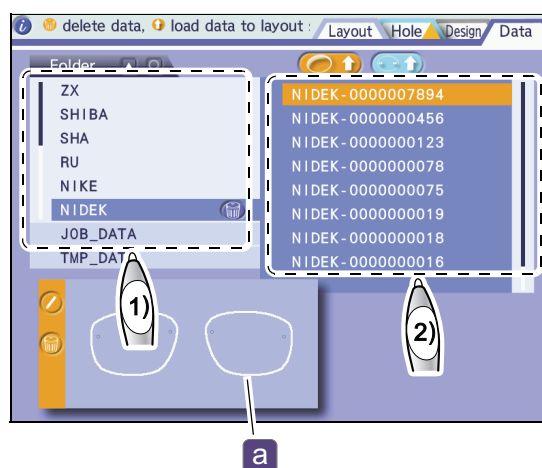 delete data, load data to layout :
Layout Hole Design Data
Folder
ZX
SHIBA
SHA
RU
NIKE
NIDEK
JOB_DATA
TMP_DATA
NIDEK-0000007894
NIDEK-0000000456
NIDEK-0000000123
NIDEK-0000000078
NIDEK-0000000075
NIDEK-0000000019
NIDEK-0000000018
NIDEK-0000000016
1)
2)
a